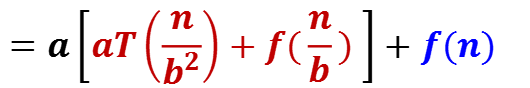 = a[aT(n/b²) + f(n/b)] + f(n)